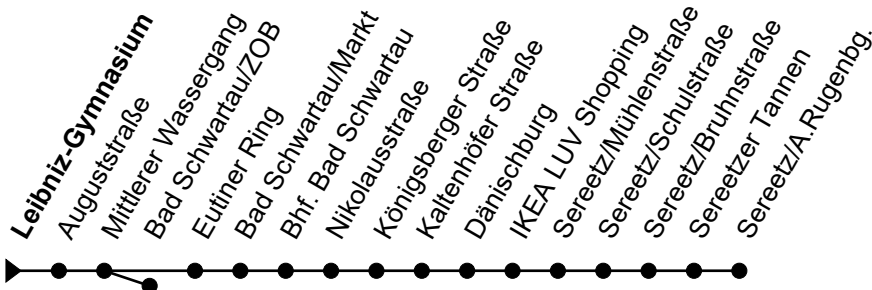 Leibniz-Gymnasium
Auguststraße
Mittlerer Wassergang
Bad Schwartau/ZOB
Eutiner Ring
Bad Schwartau/Markt
Bhf. Bad Schwartau
Nikolausstraße
Königsberger Straße
Kaltenhöfer Straße
Dänischburg
IKEA LUV Shopping
Sereetz/Mühlenstraße
Sereetz/Schulstraße
Sereetz/Bruhnstraße
Sereetzer Tannen
Sereetz/A.Rugenbg.